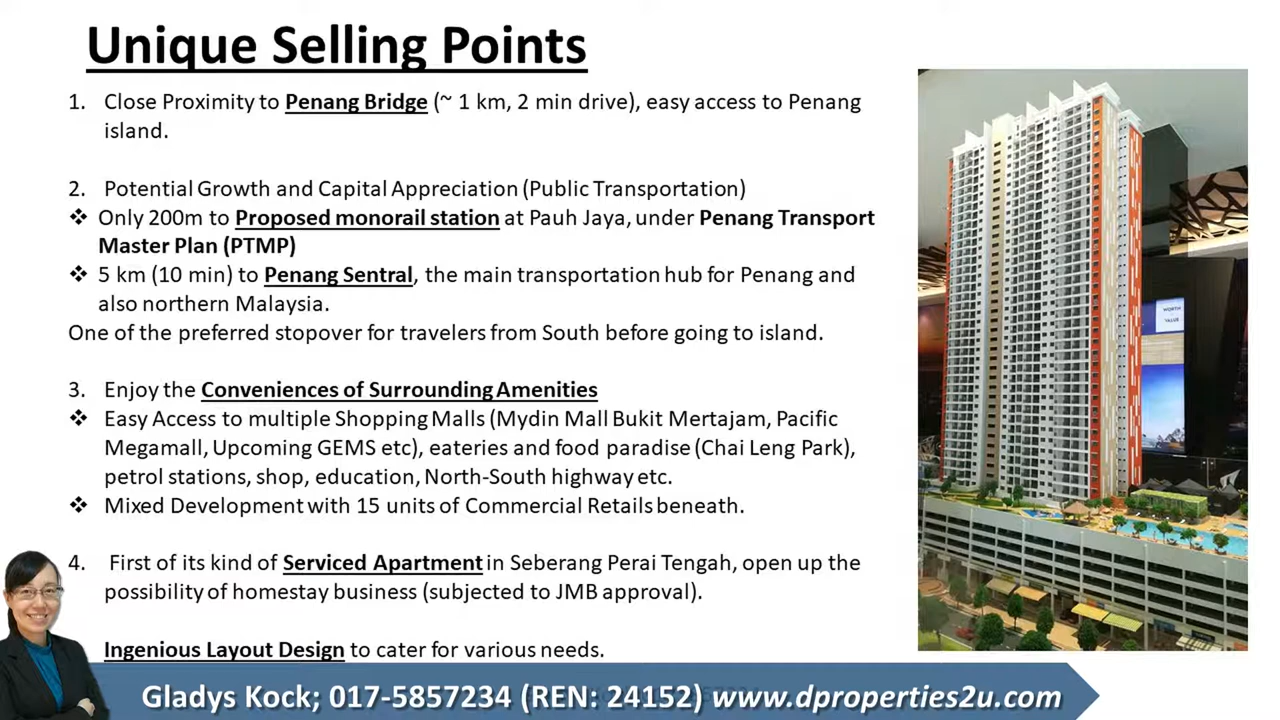 Unique Selling Points
1. Close Proximity to Penang Bridge (~ 1 km, 2 min drive), easy access to Penang
island.
2. Potential Growth and Capital Appreciation (Public Transportation)
❖ Only 200m to Proposed monorail station at Pauh Jaya, under Penang Transport
Master Plan (PTMP)
❖ 5 km (10 min) to Penang Sentral, the main transportation hub for Penang and
also northern Malaysia.
One of the preferred stopover for travelers from South before going to island.
3. Enjoy the Conveniences of Surrounding Amenities
❖ Easy Access to multiple Shopping Malls (Mydin Mall Bukit Mertajam, Pacific
Megamall, Upcoming GEMS etc), eateries and food paradise (Chai Leng Park),
petrol stations, shop, education, North-South highway etc.
❖ Mixed Development with 15 units of Commercial Retails beneath.
4. First of its kind of Serviced Apartment in Seberang Perai Tengah, open up the
possibility of homestay business (subjected to JMB approval).
Ingenious Layout Design to cater for various needs.
WORTH
VALUE
Gladys Kock; 017-5857234 (REN: 24152) www.dproperties2u.com